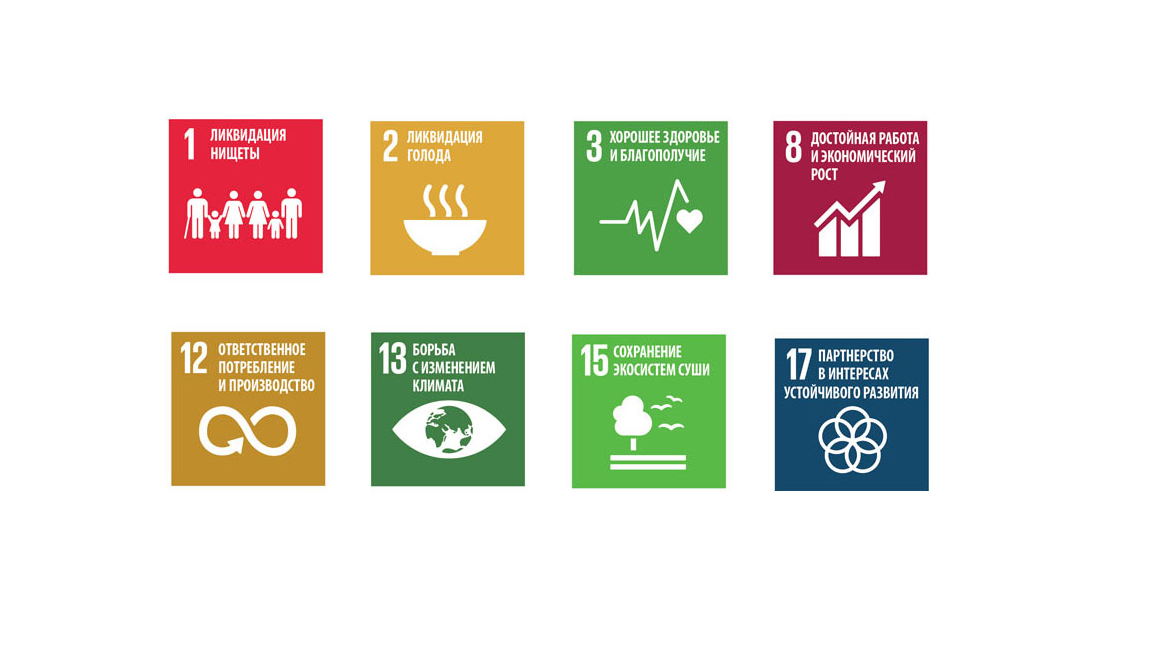 1 ЛИКВИДАЦИЯ
НИЩЕТЫ
2 ЛИКВИДАЦИЯ
ГОЛОДА
3 ХОРОШЕЕ ЗДОРОВЬЕ
И БЛАГОПОЛУЧИЕ
8 ДОСТОЙНАЯ РАБОТА
И ЭКОНОМИЧЕСКИЙ
РОСТ
12 ОТВЕТСТВЕННОЕ
ПОТРЕБЛЕНИЕ
И ПРОИЗВОДСТВО
13 БОРЬБА
С ИЗМЕНЕНИЕМ
КЛИМАТА
15 СОХРАНЕНИЕ
ЭКОСИСТЕМ СУШИ
17 ПАРТНЕРСТВО
В ИНТЕРЕСАХ
УСТОЙЧИВОГО РАЗВИТИЯ